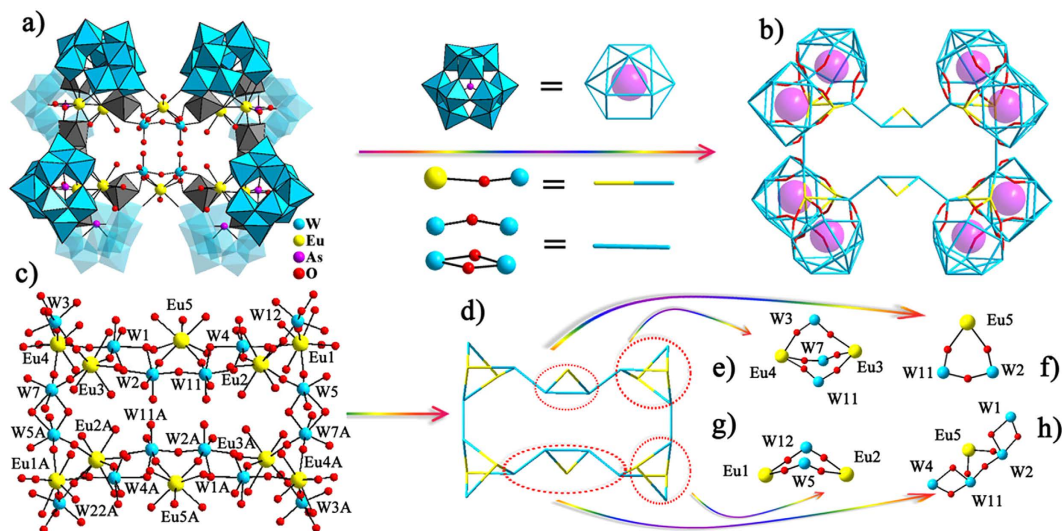 a)
=
b)
=
=
W
Eu
As
O
c)
W3
Eu5
W12
Eu4
W1
W4
Eu1
W7
Eu3
W2
W11
Eu2
W5
W5A
Eu2A
W11A
W2A
Eu3A
W7A
Eu1A
W4A
W1A
Eu4A
W22A
Eu5A
W3A
d)
e)
W3
W7
Eu4
Eu3
W11
f)
Eu5
W11
W2
g)
W12
Eu1
Eu2
W5
h)
W1
Eu5
W4
W2
W11